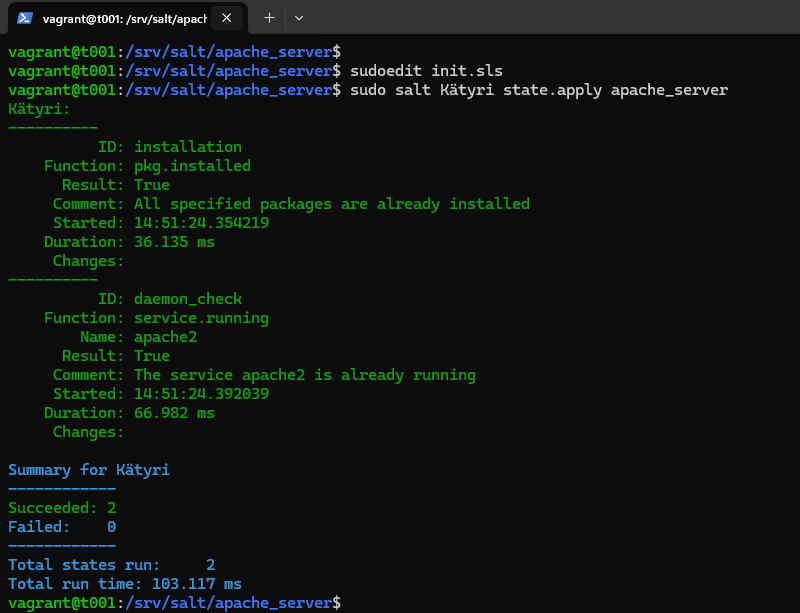 vagrant@t001: /srv/salt/apach
vagrant@t001:/srv/salt/apache_server$
vagrant@t001:/srv/salt/apache_server$ sudoedit init.sls
vagrant@t001:/srv/salt/apache_server$ sudo salt Kätyri state.apply apache_server
Kätyri:
----------
          ID: installation
    Function: pkg.installed
      Result: True
     Comment: All specified packages are already installed
     Started: 14:51:24.354219
    Duration: 36.135 ms
     Changes:
----------
          ID: daemon_check
    Function: service.running
        Name: apache2
      Result: True
     Comment: The service apache2 is already running
     Started: 14:51:24.392039
    Duration: 66.982 ms
     Changes:

Summary for Kätyri
------------
Succeeded: 2
Failed:    0
------------
Total states run:     2
Total run time: 103.117 ms
vagrant@t001:/srv/salt/apache_server$